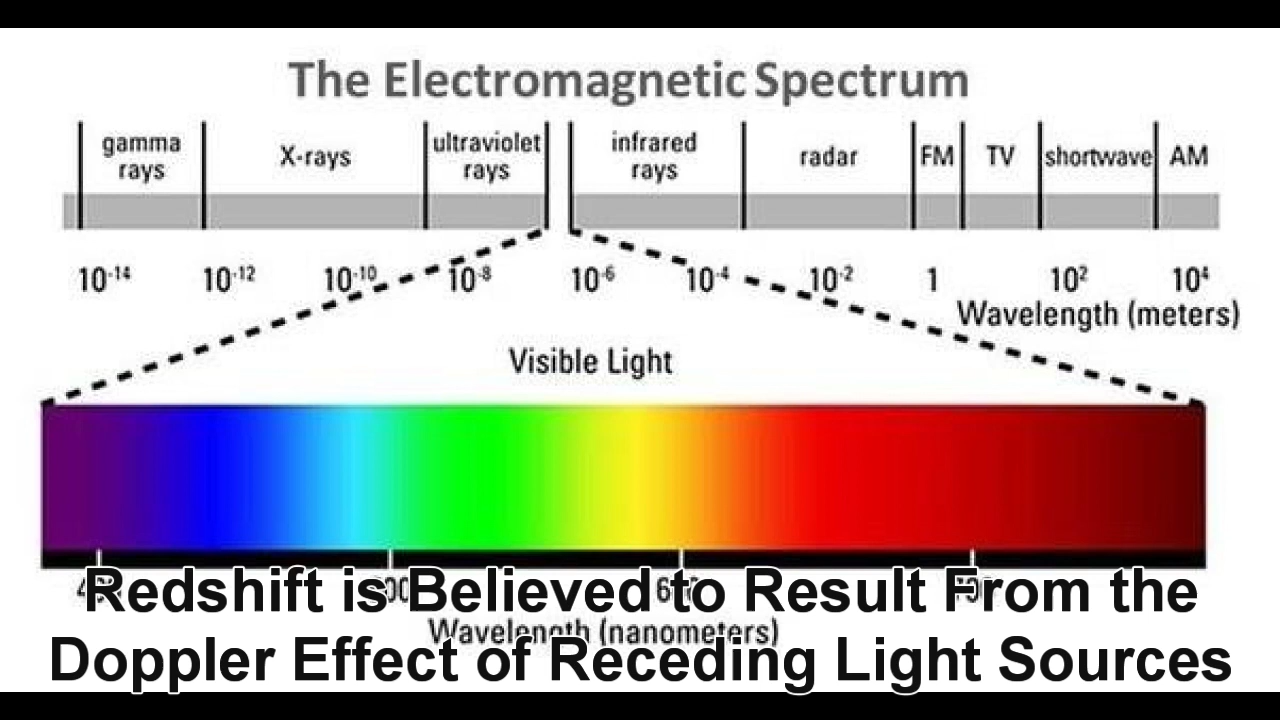 The Electromagnetic Spectrum
gamma rays X-rays ultraviolet rays infrared rays radar FM TV shortwave AM
10⁻¹⁴ 10⁻¹² 10⁻¹⁰ 10⁻⁸ 10⁻⁶ 10⁻⁴ 10⁻² 1 10² 10⁴
Wavelength (meters)
Visible Light
Redshift is Believed to Result From the
Wavelength (nanometers)
Doppler Effect of Receding Light Sources